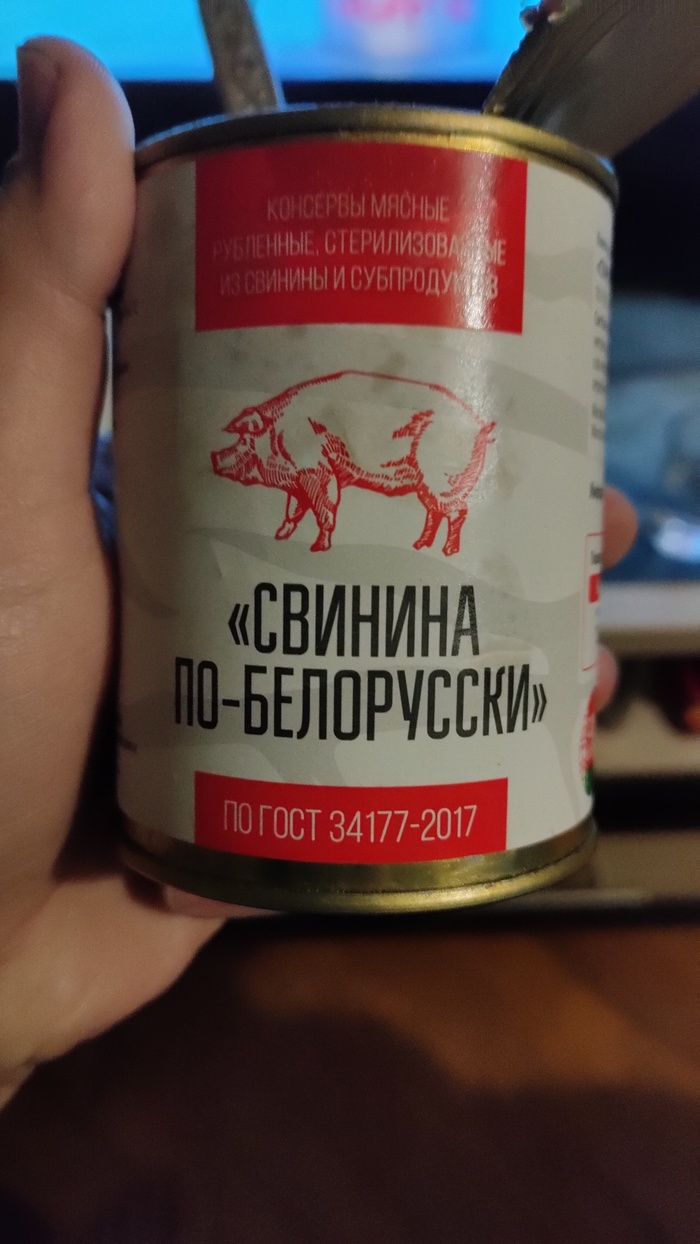 КОНСЕРВЫ МЯСНЫЕ
РУБЛЕННЫЕ, СТЕРИЛИЗОВАННЫЕ
ИЗ СВИНИНЫ И СУБПРОДУКТОВ
«СВИНИНА
ПО-БЕЛОРУССКИ»
ПО ГОСТ 34177-2017